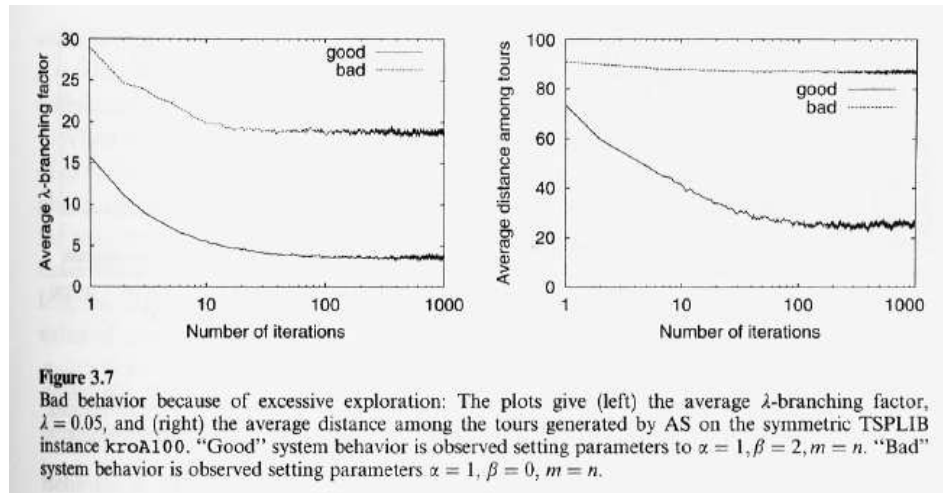 30
25
20
15
10
5
0
1
10
100
1000
good
bad
Average λ-branching factor
Number of iterations
100
80
60
40
20
0
1
10
100
1000
good
bad
Average distance among tours
Number of iterations
Figure 3.7
Bad behavior because of excessive exploration: The plots give (left) the average λ-branching factor,
λ = 0.05, and (right) the average distance among the tours generated by AS on the symmetric TSPLIB
instance kroA100. “Good” system behavior is observed setting parameters to α = 1, β = 2, m = n. “Bad”
system behavior is observed setting parameters α = 1, β = 0, m = n.